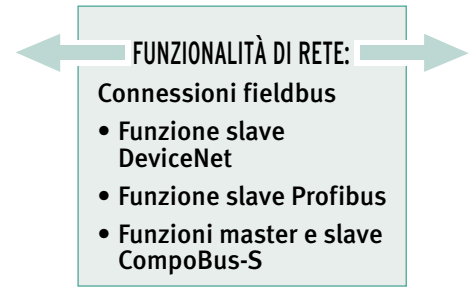 FUNZIONALITÀ DI RETE:
Connessioni fieldbus
• Funzione slave
DeviceNet
• Funzione slave Profibus
• Funzioni master e slave
CompoBus-S